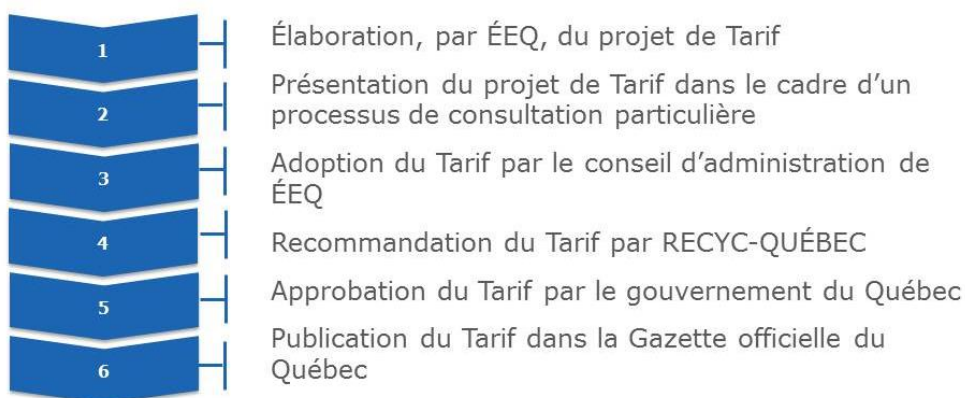 1
Élaboration, par ÉEQ, du projet de Tarif
2
Présentation du projet de Tarif dans le cadre d’un
processus de consultation particulière
3
Adoption du Tarif par le conseil d’administration de
ÉEQ
4
Recommandation du Tarif par RECYC-QUÉBEC
5
Approbation du Tarif par le gouvernement du Québec
6
Publication du Tarif dans la Gazette officielle du
Québec